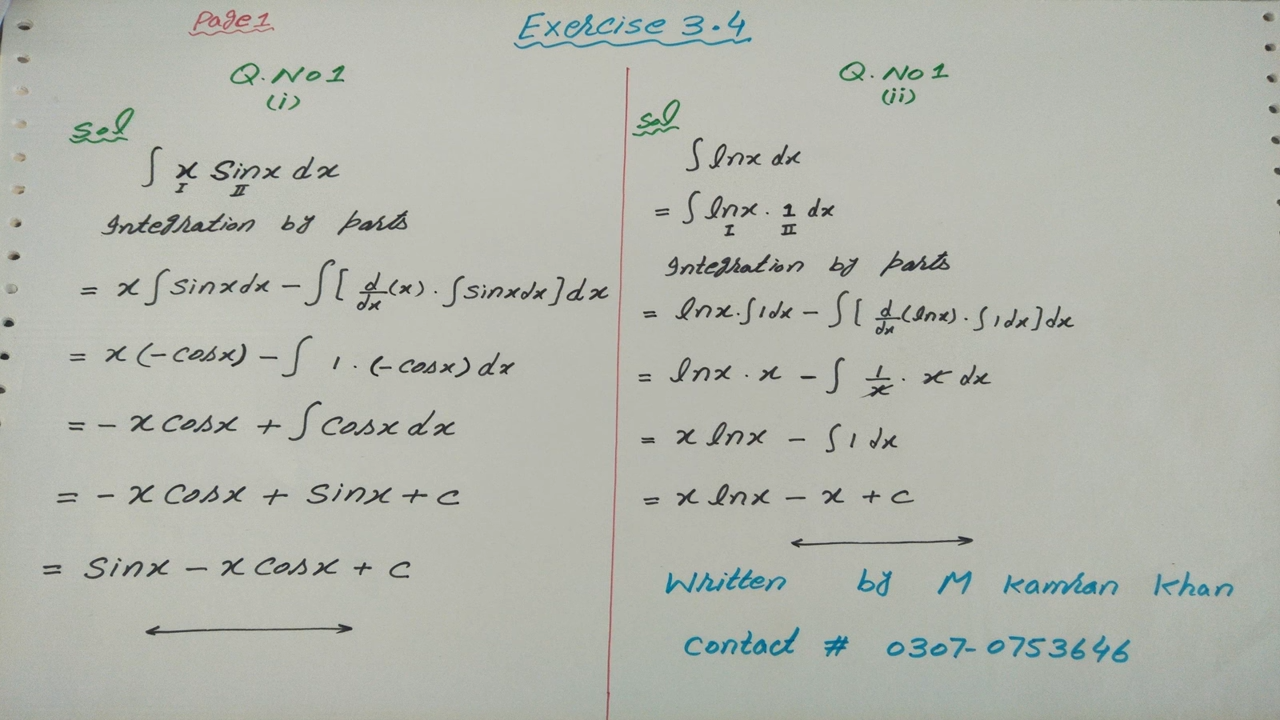 Page 1
Exercise 3.4
Q.No 1
(i)
Sol
∫ x Sinx dx
I II
Integration by parts
= x ∫ sinx dx − ∫ [ d/dx (x) · ∫ sinx dx ] dx
= x (−cosx) − ∫ 1 · (−cosx) dx
= − x cosx + ∫ cosx dx
= − x cosx + sinx + c
= sinx − x cosx + c
Q.No 1
(ii)
Sol
∫ lnx dx
= ∫ lnx · 1 dx
I II
Integration by parts
= lnx · ∫ 1 dx − ∫ [ d/dx (lnx) · ∫ 1 dx ] dx
= lnx · x − ∫ 1/x · x dx
= x lnx − ∫ 1 dx
= x lnx − x + c
Written by M Kamran Khan
Contact # 0307-0753646